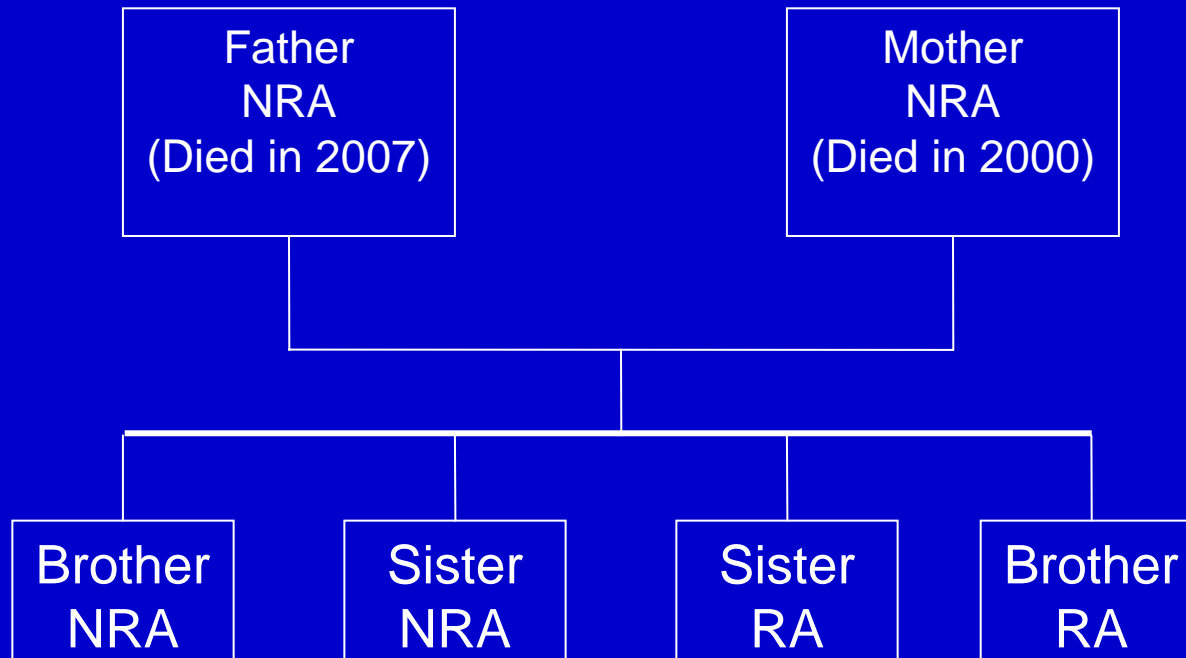 Father
NRA
(Died in 2007)
Mother
NRA
(Died in 2000)
Brother
NRA
Sister
NRA
Sister
RA
Brother
RA